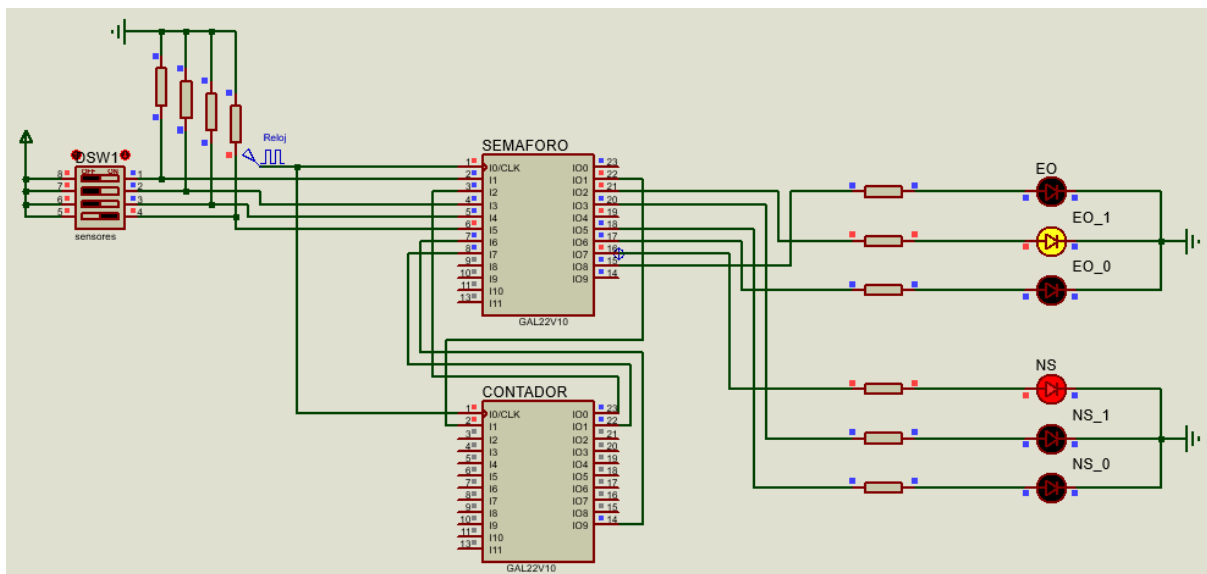 Reloj
DSW1
OFF ON
8 1
7 2
6 3
5 4
sensores
SEMAFORO
1 I0/CLK IO0 23
2 I1 IO1 22
3 I2 IO2 21
4 I3 IO3 20
5 I4 IO4 19
6 I5 IO5 18
7 I6 IO6 17
8 I7 IO7 16
9 I8 IO8 15
10 I9 IO9 14
11 I10
13 I11
GAL22V10
CONTADOR
1 I0/CLK IO0 23
2 I1 IO1 22
3 I2 IO2 21
4 I3 IO3 20
5 I4 IO4 19
6 I5 IO5 18
7 I6 IO6 17
8 I7 IO7 16
9 I8 IO8 15
10 I9 IO9 14
11 I10
13 I11
GAL22V10
EO
EO_1
EO_0
NS
NS_1
NS_0